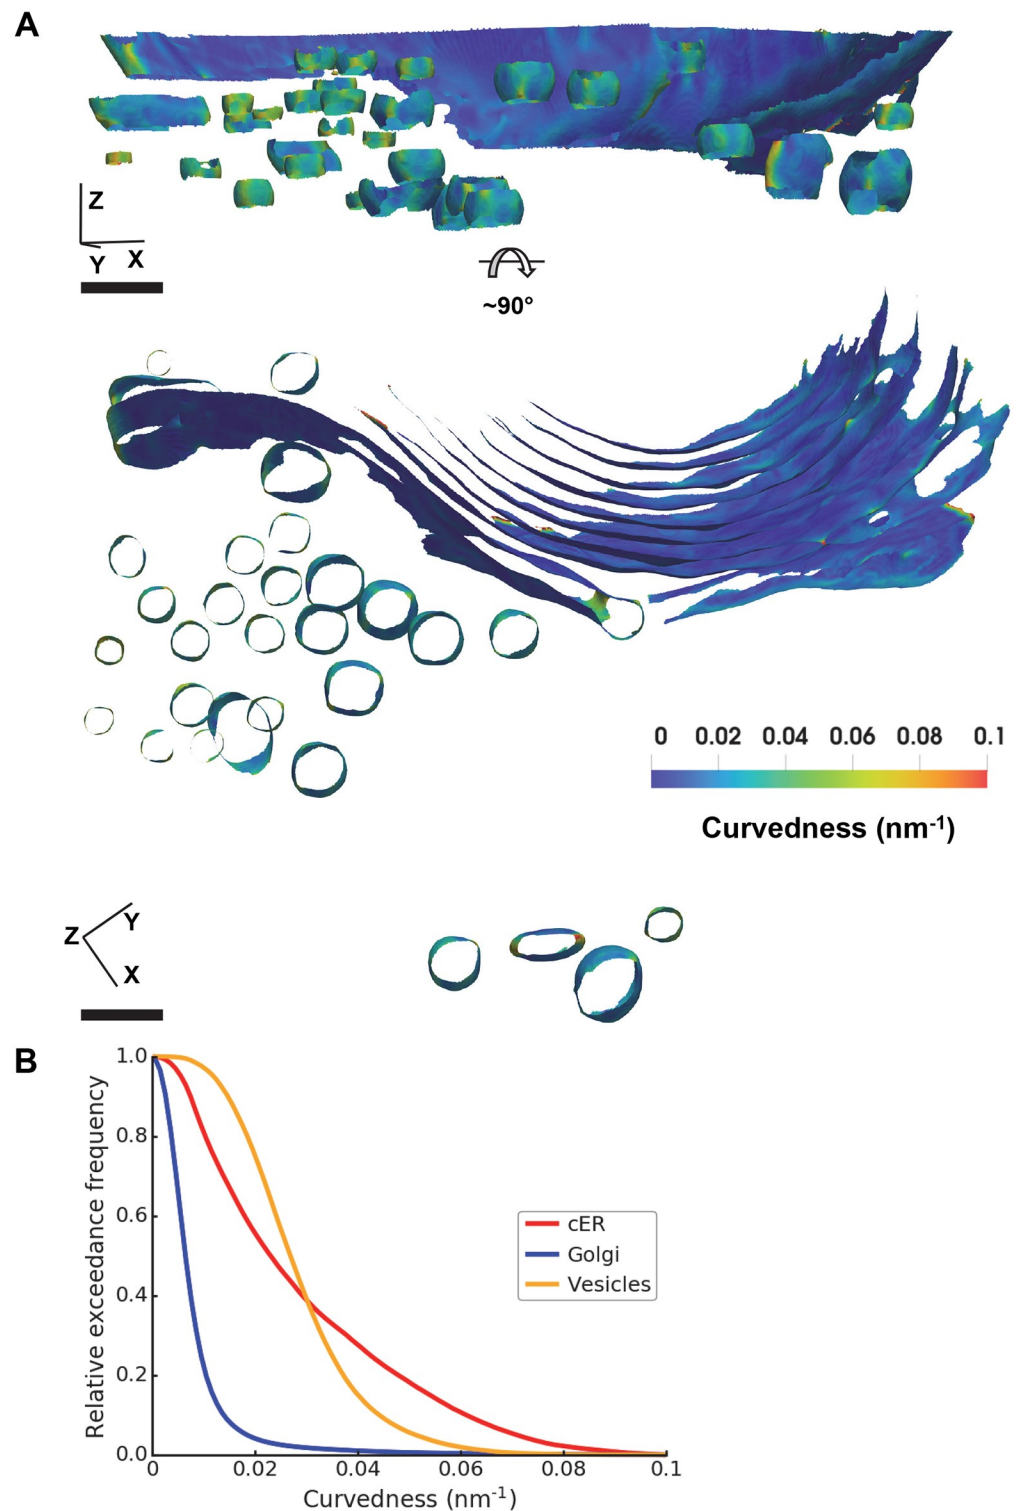 A
Z
Y X
~90°
0 0.02 0.04 0.06 0.08 0.1
Curvedness (nm⁻¹)
Y
Z
X
B
1.0
0.8
0.6
0.4
0.2
0.0
Relative exceedance frequency
cER
Golgi
Vesicles
0 0.02 0.04 0.06 0.08 0.1
Curvedness (nm⁻¹)